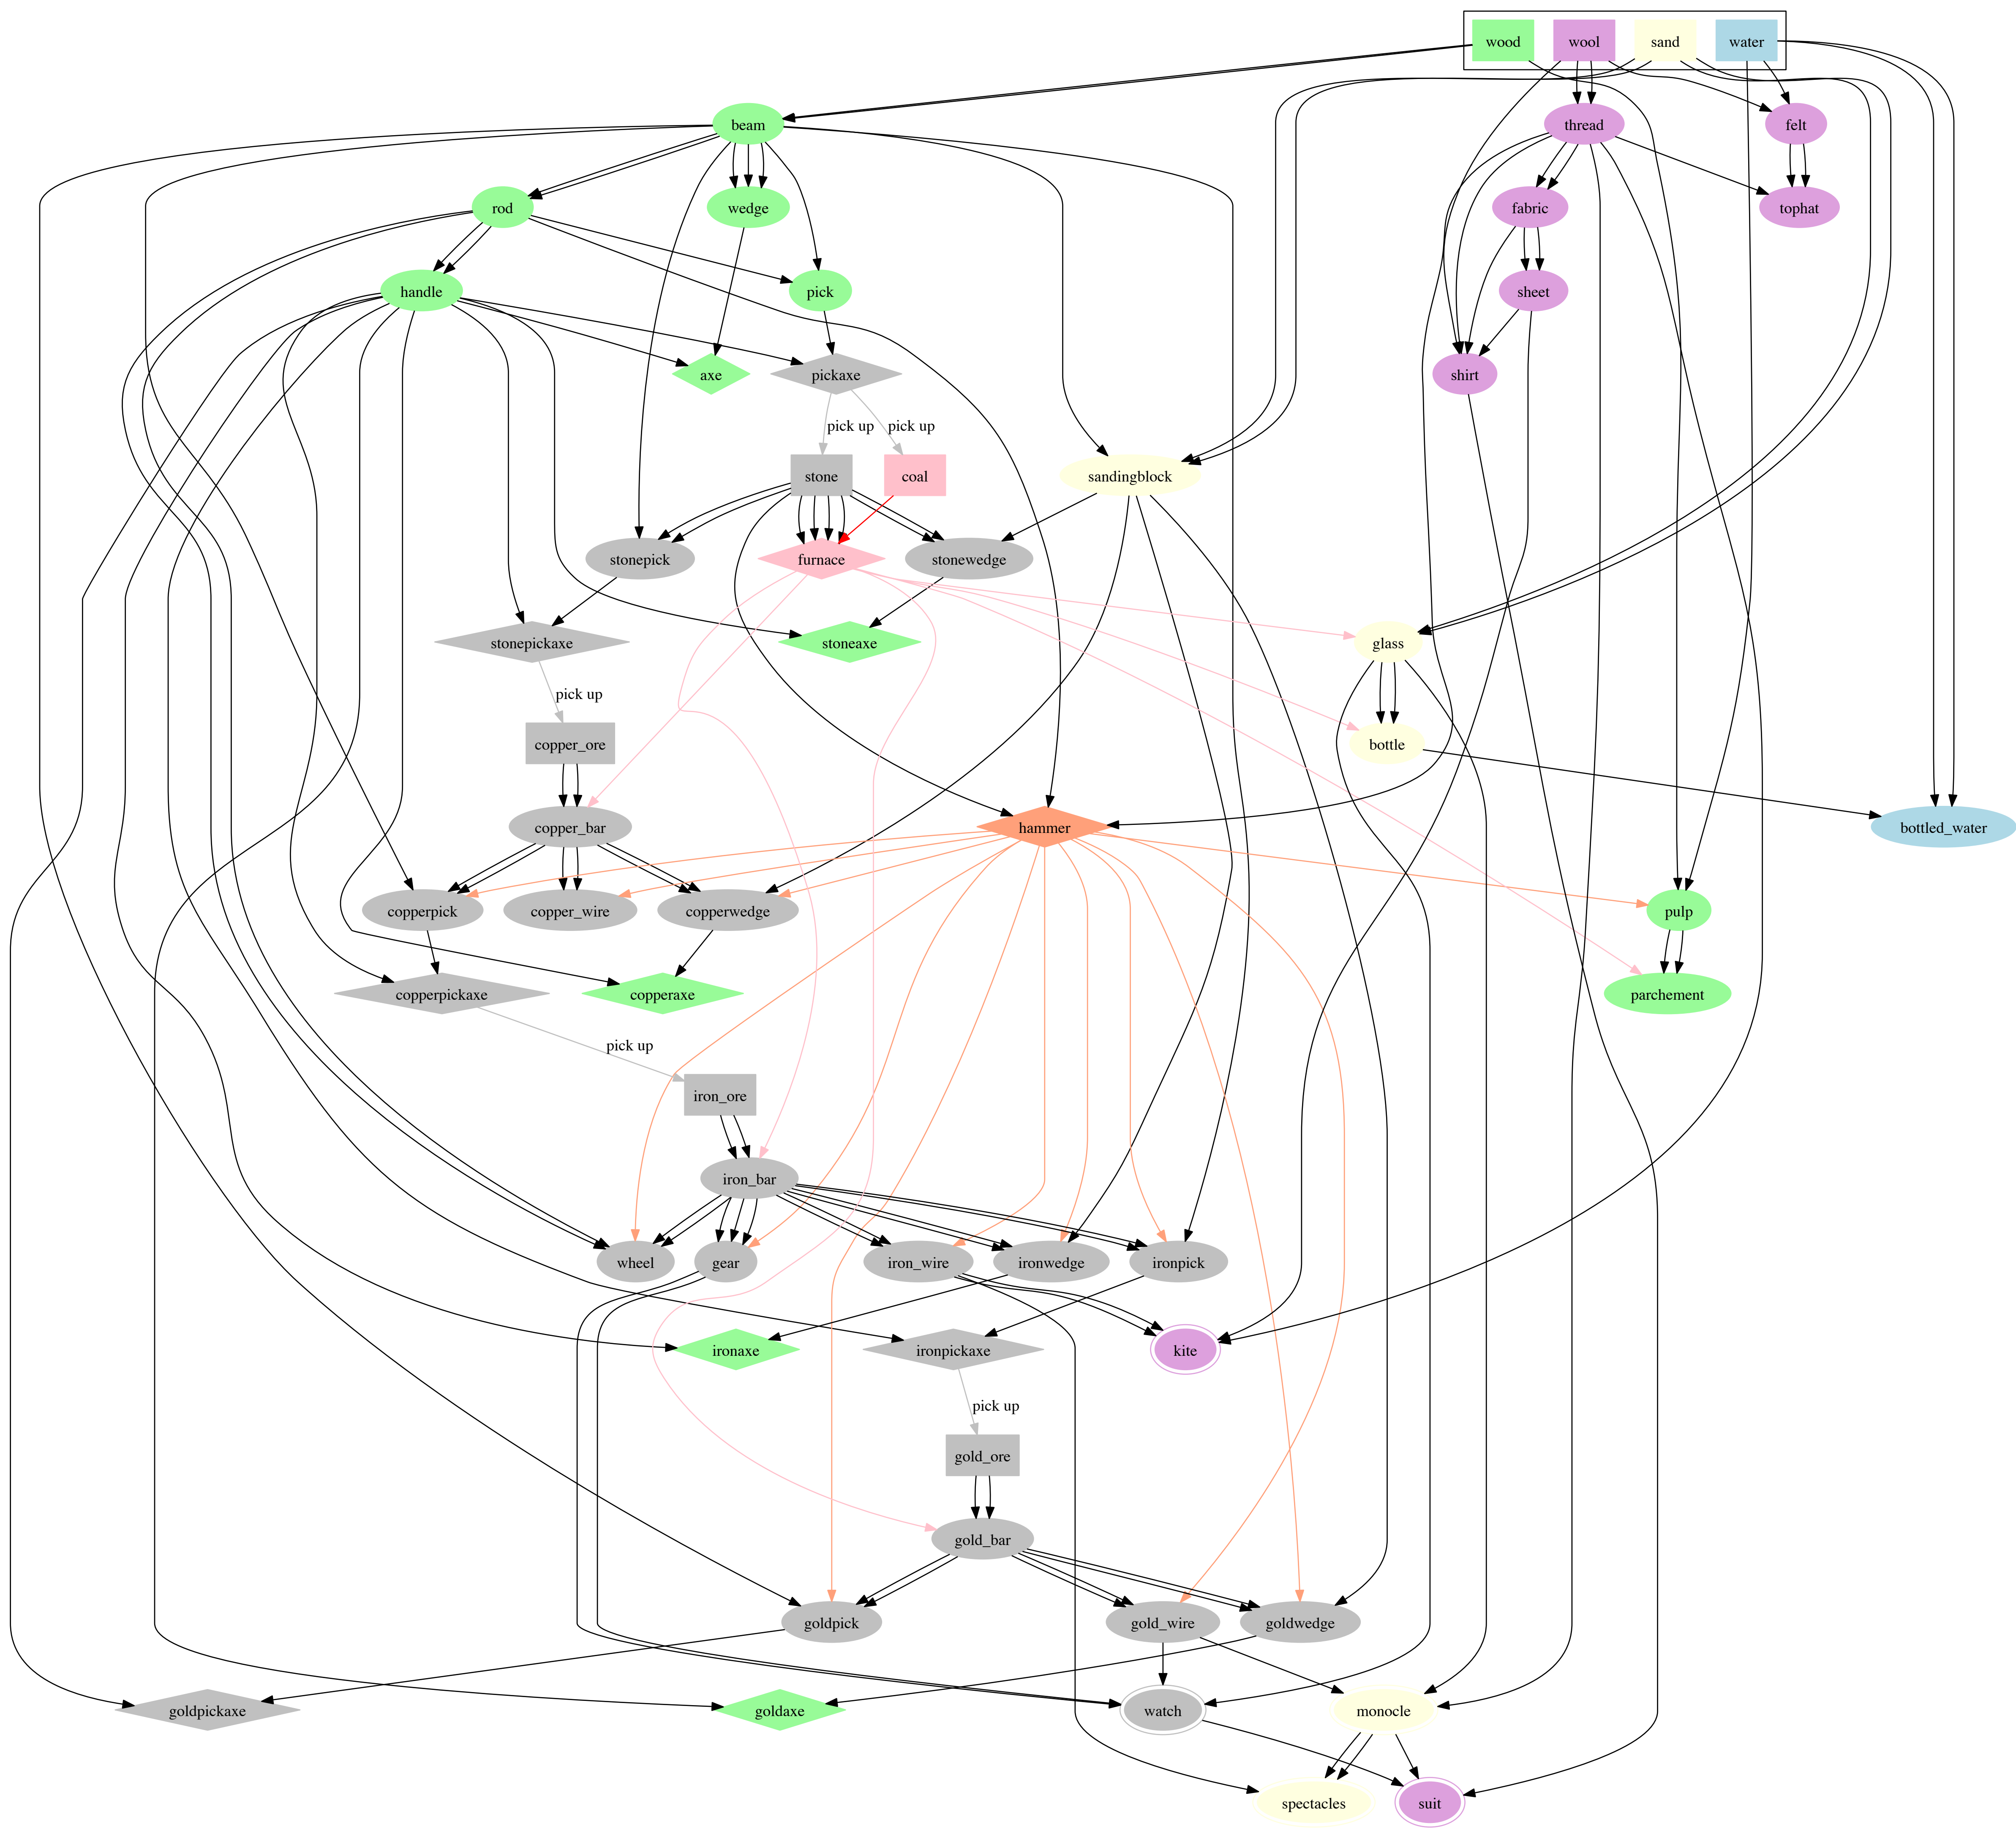 wood
wool
sand
water
beam
thread
felt
rod
wedge
fabric
tophat
handle
pick
sheet
axe
pickaxe
shirt
pick up
pick up
stone
coal
sandingblock
stonepick
furnace
stonewedge
stonepickaxe
stoneaxe
glass
pick up
copper_ore
bottle
copper_bar
hammer
bottled_water
copperpick
copper_wire
copperwedge
pulp
copperpickaxe
copperaxe
parchement
pick up
iron_ore
iron_bar
wheel
gear
iron_wire
ironwedge
ironpick
ironaxe
ironpickaxe
kite
pick up
gold_ore
gold_bar
goldpick
gold_wire
goldwedge
goldpickaxe
goldaxe
watch
monocle
spectacles
suit